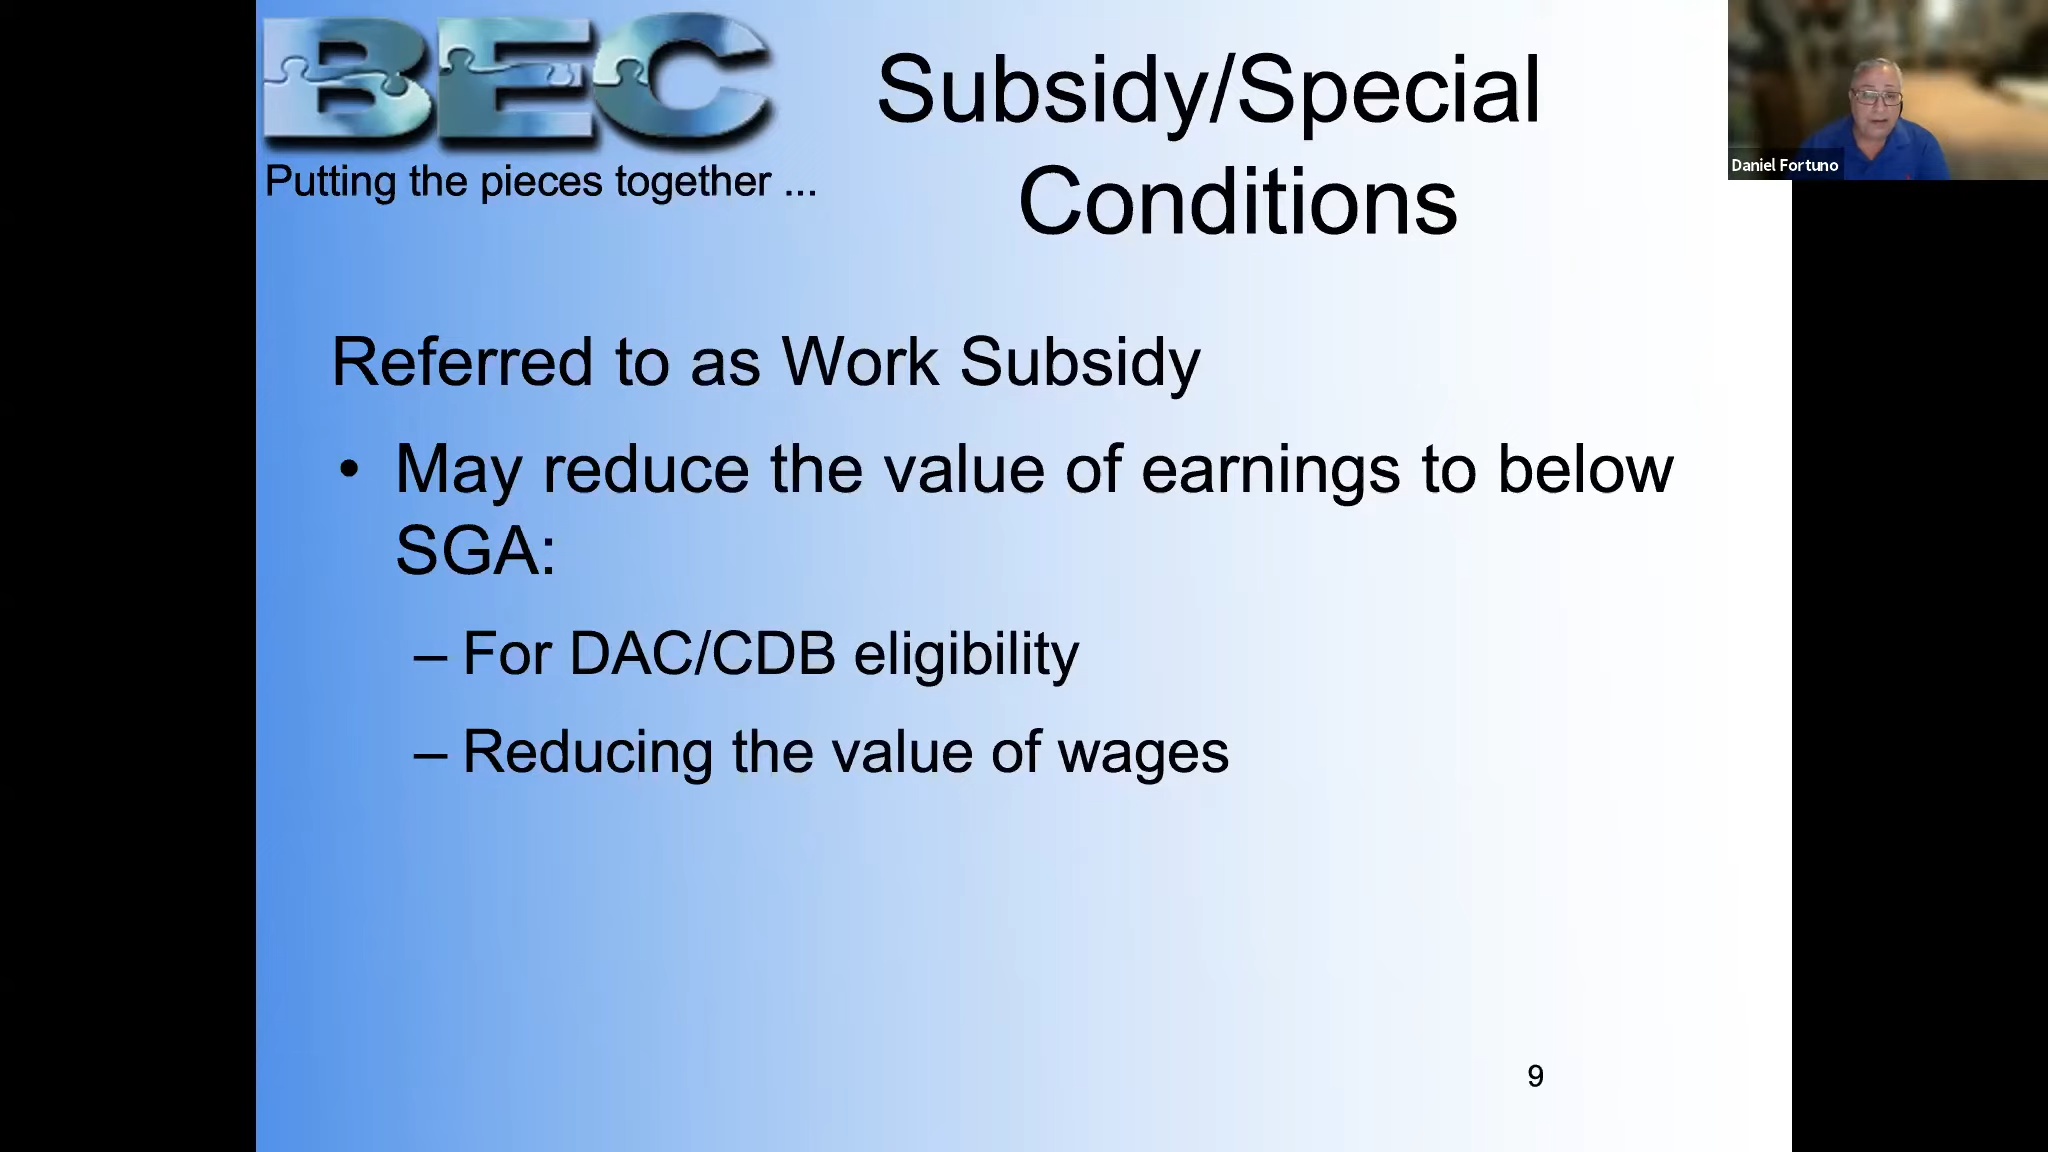 BEC
Putting the pieces together ...
Subsidy/Special
Conditions
Daniel Fortuno
Referred to as Work Subsidy
• May reduce the value of earnings to below
SGA:
– For DAC/CDB eligibility
– Reducing the value of wages
9